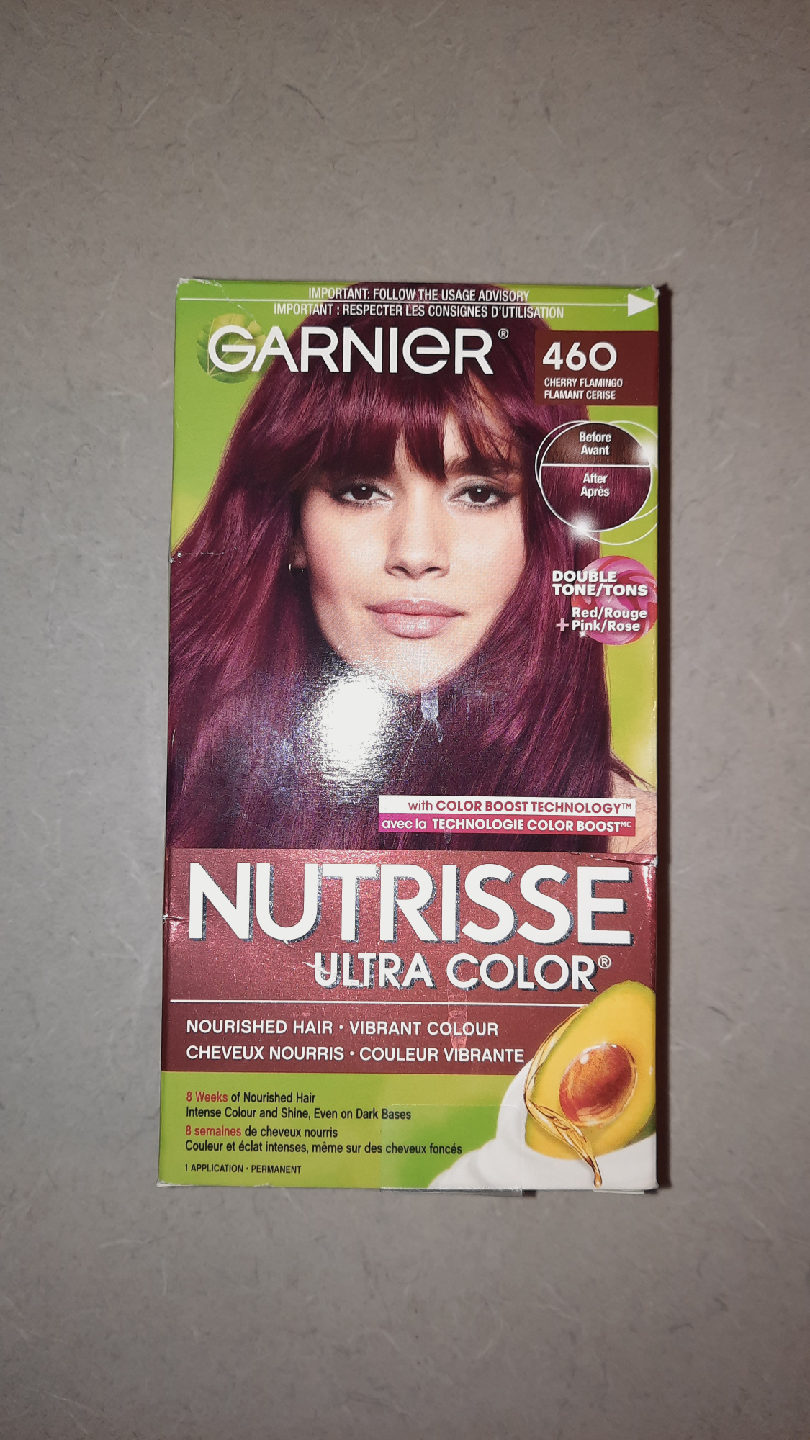 IMPORTANT: FOLLOW THE USAGE ADVISORY
IMPORTANT : RESPECTER LES CONSIGNES D'UTILISATION
GARNIER®
460
CHERRY FLAMINGO
FLAMANT CERISE
Before
Avant
After
Après
DOUBLE
TONE/TONS
Red/Rouge
+Pink/Rose
with COLOR BOOST TECHNOLOGY™
avec la TECHNOLOGIE COLOR BOOST ᴹᶜ
NUTRISSE
ULTRA COLOR®
NOURISHED HAIR • VIBRANT COLOUR
CHEVEUX NOURRIS • COULEUR VIBRANTE
8 Weeks of Nourished Hair
Intense Colour and Shine, Even on Dark Bases
8 semaines de cheveux nourris
Couleur et éclat intenses, même sur des cheveux foncés
1 APPLICATION • PERMANENT